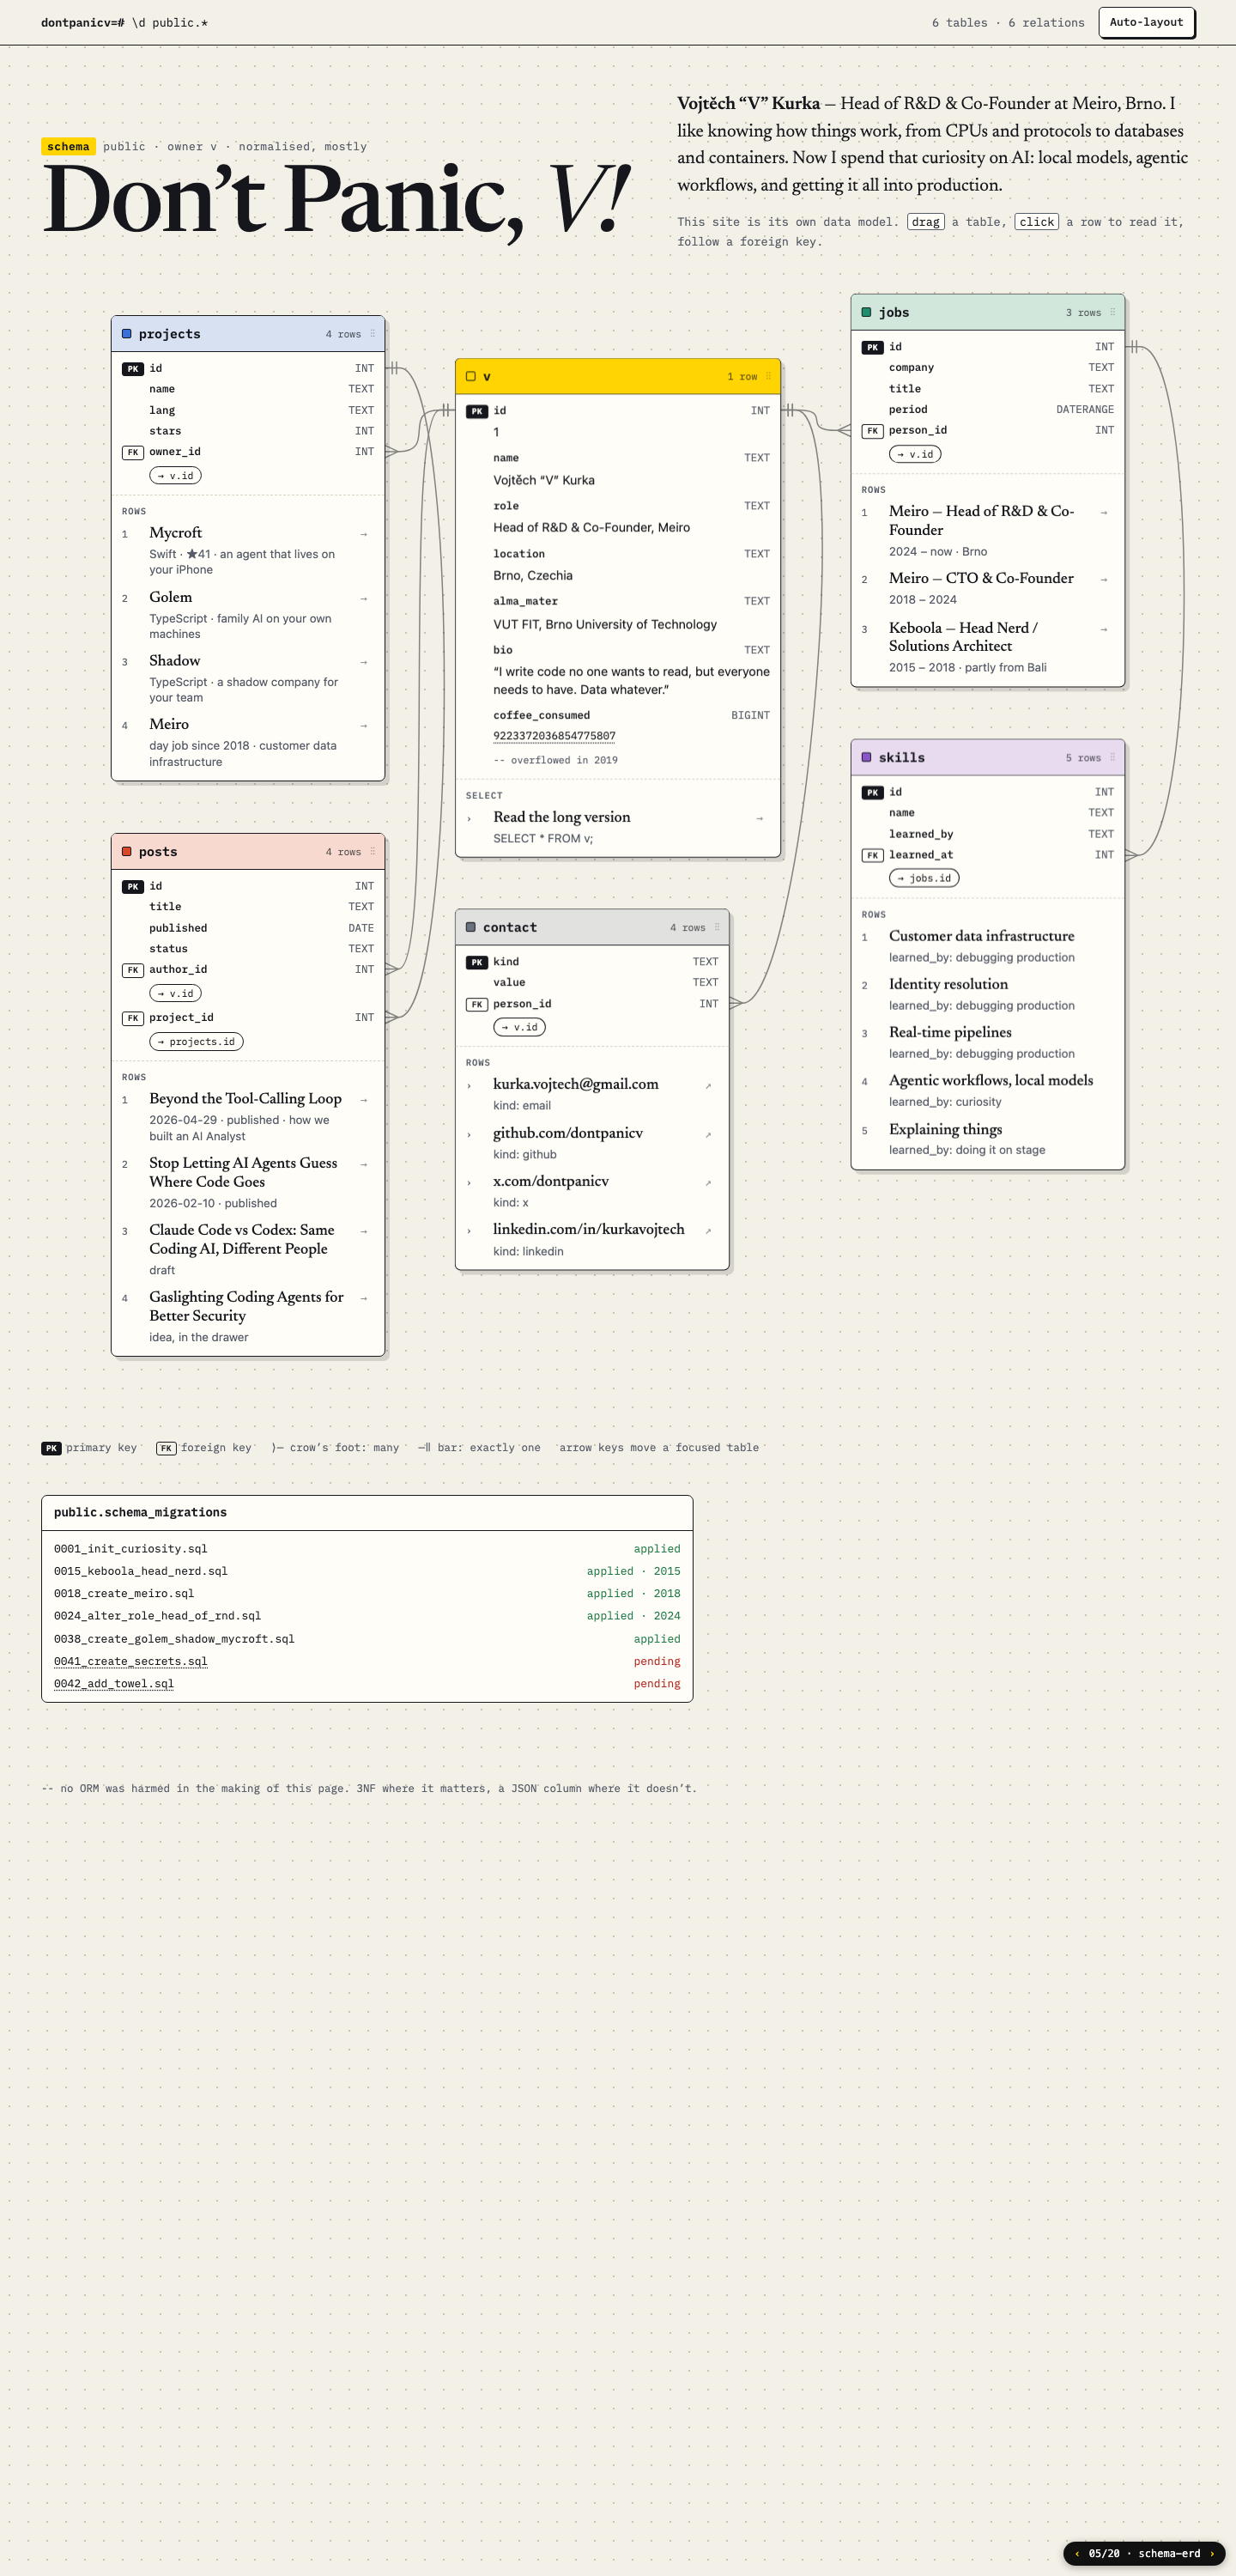 dontpanicv=# \d public.*
6 tables · 6 relations
Auto-layout
schema public · owner v · normalised, mostly
Don’t Panic, V!
Vojtěch “V” Kurka — Head of R&D & Co-Founder at Meiro, Brno. I
like knowing how things work, from CPUs and protocols to databases
and containers. Now I spend that curiosity on AI: local models, agentic
workflows, and getting it all into production.
This site is its own data model. drag a table, click a row to read it,
follow a foreign key.
projects 4 rows
PK id INT
name TEXT
lang TEXT
stars INT
FK owner_id INT
→ v.id
ROWS
1 Mycroft →
Swift · ★41 · an agent that lives on
your iPhone
2 Golem →
TypeScript · family AI on your own
machines
3 Shadow →
TypeScript · a shadow company for
your team
4 Meiro →
day job since 2018 · customer data
infrastructure
posts 4 rows
PK id INT
title TEXT
published DATE
status TEXT
FK author_id INT
→ v.id
FK project_id INT
→ projects.id
ROWS
1 Beyond the Tool-Calling Loop →
2026-04-29 · published · how we
built an AI Analyst
2 Stop Letting AI Agents Guess →
Where Code Goes
2026-02-10 · published
3 Claude Code vs Codex: Same →
Coding AI, Different People
draft
4 Gaslighting Coding Agents for →
Better Security
idea, in the drawer
v 1 row
PK id INT
1
name TEXT
Vojtěch “V” Kurka
role TEXT
Head of R&D & Co-Founder, Meiro
location TEXT
Brno, Czechia
alma_mater TEXT
VUT FIT, Brno University of Technology
bio TEXT
“I write code no one wants to read, but everyone
needs to have. Data whatever.”
coffee_consumed BIGINT
9223372036854775807
-- overflowed in 2019
SELECT
› Read the long version →
SELECT * FROM v;
contact 4 rows
PK kind TEXT
value TEXT
FK person_id INT
→ v.id
ROWS
› kurka.vojtech@gmail.com ↗
kind: email
› github.com/dontpanicv ↗
kind: github
› x.com/dontpanicv ↗
kind: x
› linkedin.com/in/kurkavojtech ↗
kind: linkedin
jobs 3 rows
PK id INT
company TEXT
title TEXT
period DATERANGE
FK person_id INT
→ v.id
ROWS
1 Meiro — Head of R&D & Co- →
Founder
2024 – now · Brno
2 Meiro — CTO & Co-Founder →
2018 – 2024
3 Keboola — Head Nerd / →
Solutions Architect
2015 – 2018 · partly from Bali
skills 5 rows
PK id INT
name TEXT
learned_by TEXT
FK learned_at INT
→ jobs.id
ROWS
1 Customer data infrastructure
learned_by: debugging production
2 Identity resolution
learned_by: debugging production
3 Real-time pipelines
learned_by: debugging production
4 Agentic workflows, local models
learned_by: curiosity
5 Explaining things
learned_by: doing it on stage
PK primary key FK foreign key ⟩— crow’s foot: many —‖ bar: exactly one arrow keys move a focused table
public.schema_migrations
0001_init_curiosity.sql applied
0015_keboola_head_nerd.sql applied · 2015
0018_create_meiro.sql applied · 2018
0024_alter_role_head_of_rnd.sql applied · 2024
0038_create_golem_shadow_mycroft.sql applied
0041_create_secrets.sql pending
0042_add_towel.sql pending
-- no ORM was harmed in the making of this page. 3NF where it matters, a JSON column where it doesn’t.
‹ 05/20 · schema-erd ›